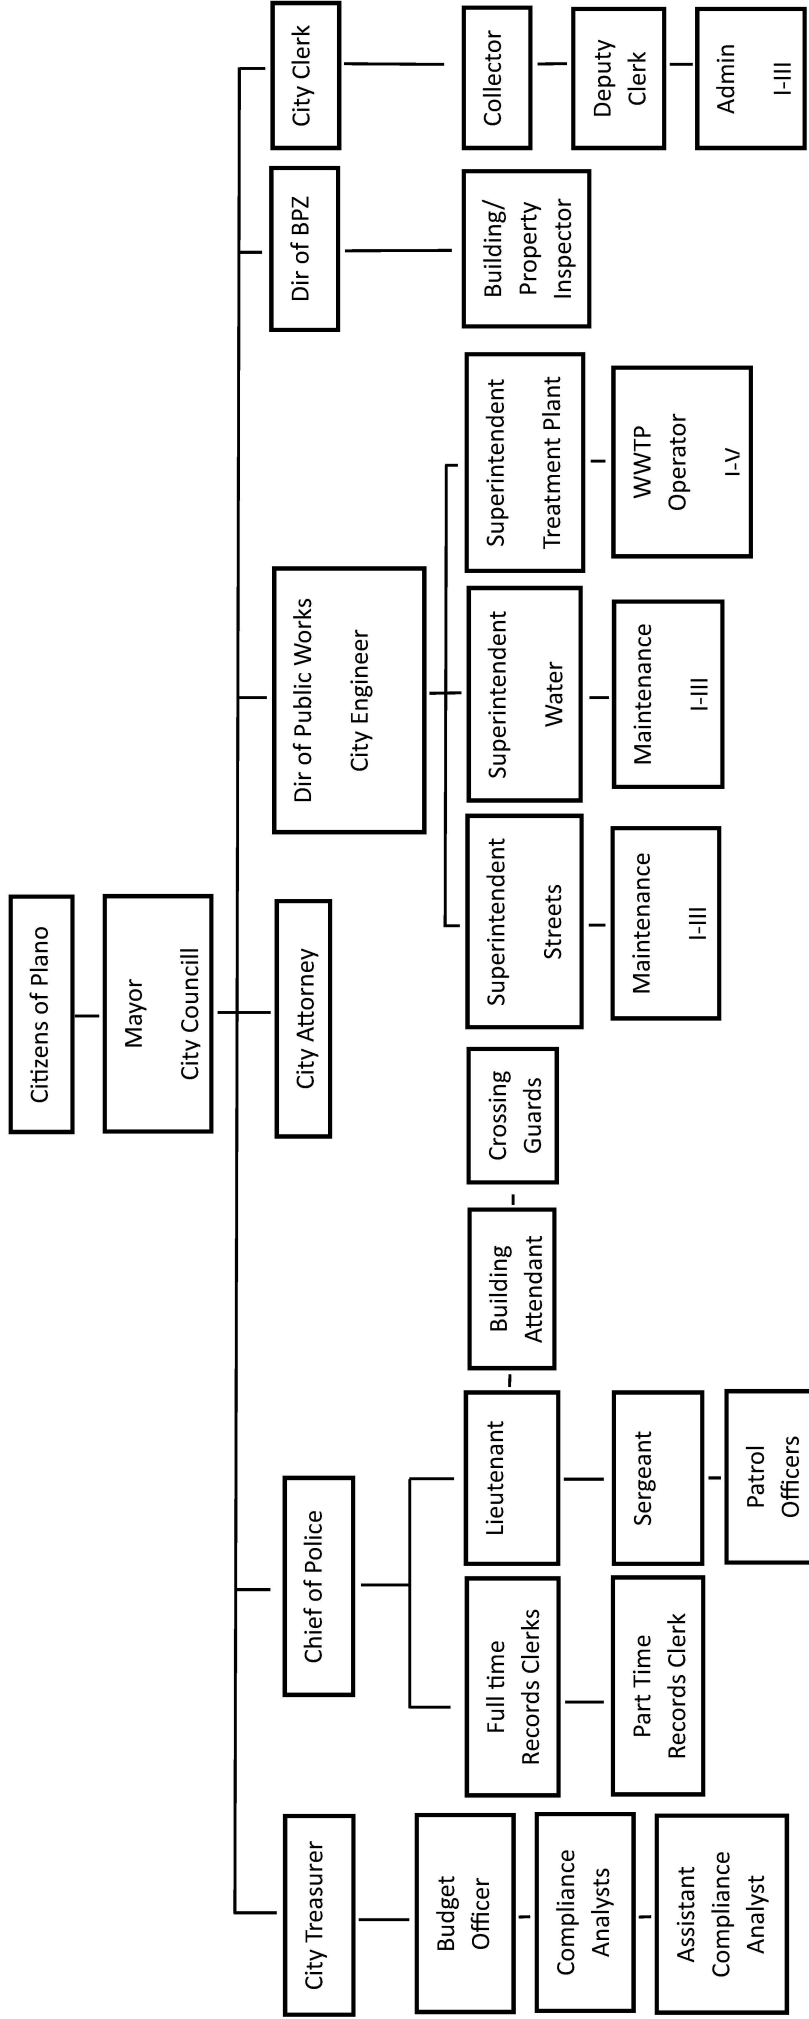 Citizens of Plano
Mayor
City Councill
City Treasurer
Chief of Police
City Attorney
Dir of Public Works
City Engineer
Dir of BPZ
City Clerk
Budget
Officer
Compliance
Analysts
Assistant
Compliance
Analyst
Full time
Records Clerks
Part Time
Records Clerk
Lieutenant
Sergeant
Patrol
Officers
Building
Attendant
Crossing
Guards
Superintendent
Streets
Maintenance
I-III
Superintendent
Water
Maintenance
I-III
Superintendent
Treatment Plant
WWTP
Operator
I-V
Building/
Property
Inspector
Collector
Deputy
Clerk
Admin
I-III